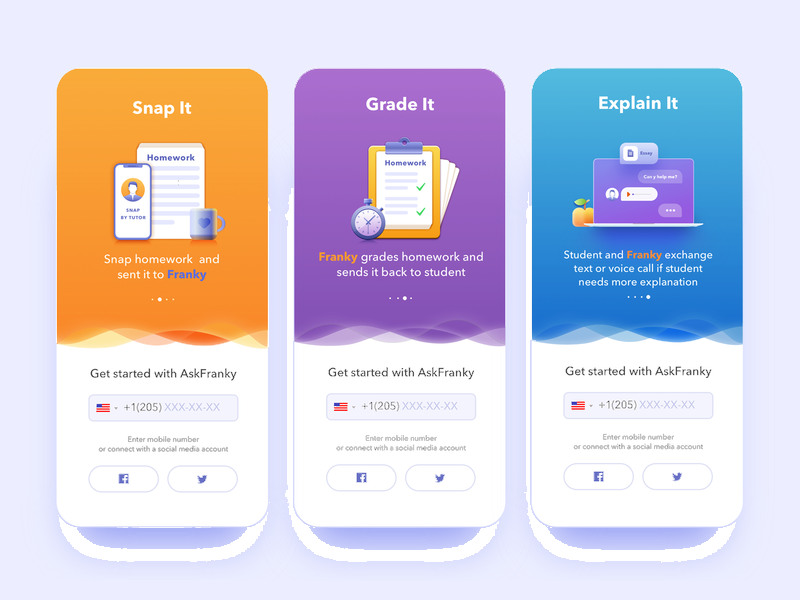 Snap It
Homework
SNAP
BY TUTOR
Snap homework and
sent it to Franky
Get started with AskFranky
+1(205) XXX-XX-XX
Enter mobile number
or connect with a social media account
Grade It
Homework
Franky grades homework and
sends it back to student
Get started with AskFranky
+1(205) XXX-XX-XX
Enter mobile number
or connect with a social media account
Explain It
Essay
Can y help me?
Student and Franky exchange
text or voice call if student
needs more explanation
Get started with AskFranky
+1(205) XXX-XX-XX
Enter mobile number
or connect with a social media account